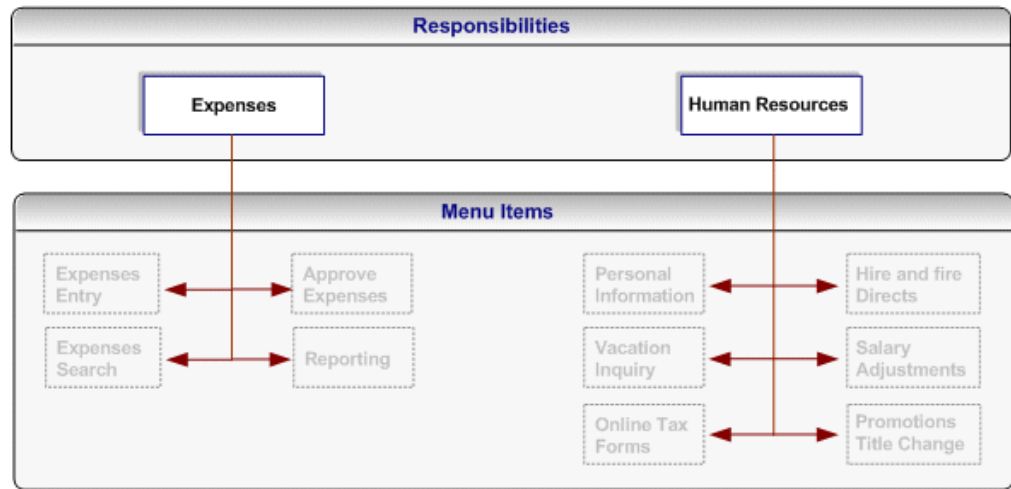 Responsibilities
Expenses
Human Resources
Menu Items
Expenses
Entry
Approve
Expenses
Personal
Information
Hire and fire
Directs
Expenses
Search
Reporting
Vacation
Inquiry
Salary
Adjustments
Online Tax
Forms
Promotions
Title Change